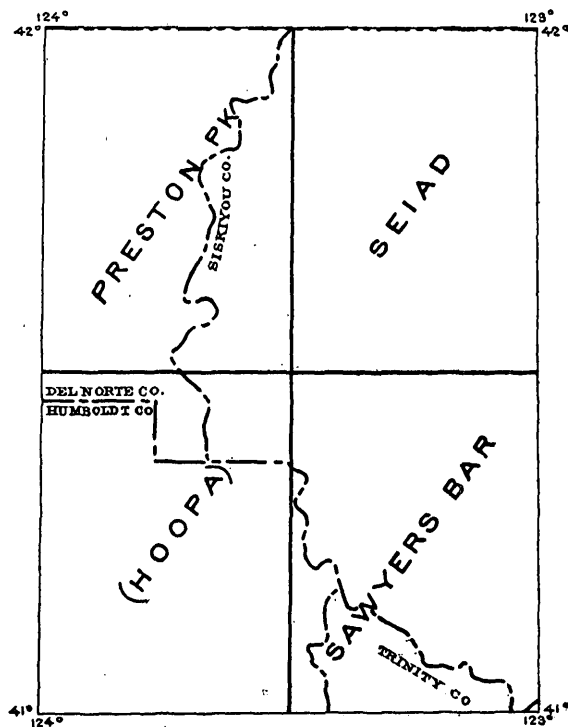 124°
123°
42°
42°
PRESTON PK
SISKIYOU CO.
SEIAD
DEL NORTE CO.
HUMBOLDT CO
(HOOPA)
SAWYERS BAR
TRINITY CO
41°
41°
124°
123°